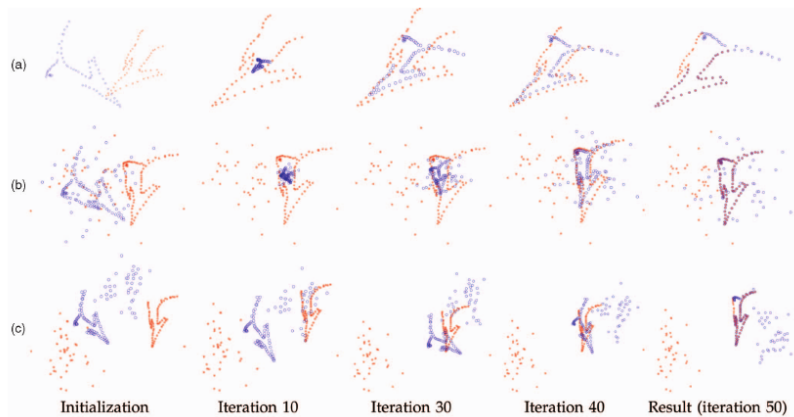 (a)
(b)
(c)
Initialization Iteration 10 Iteration 30 Iteration 40 Result (iteration 50)